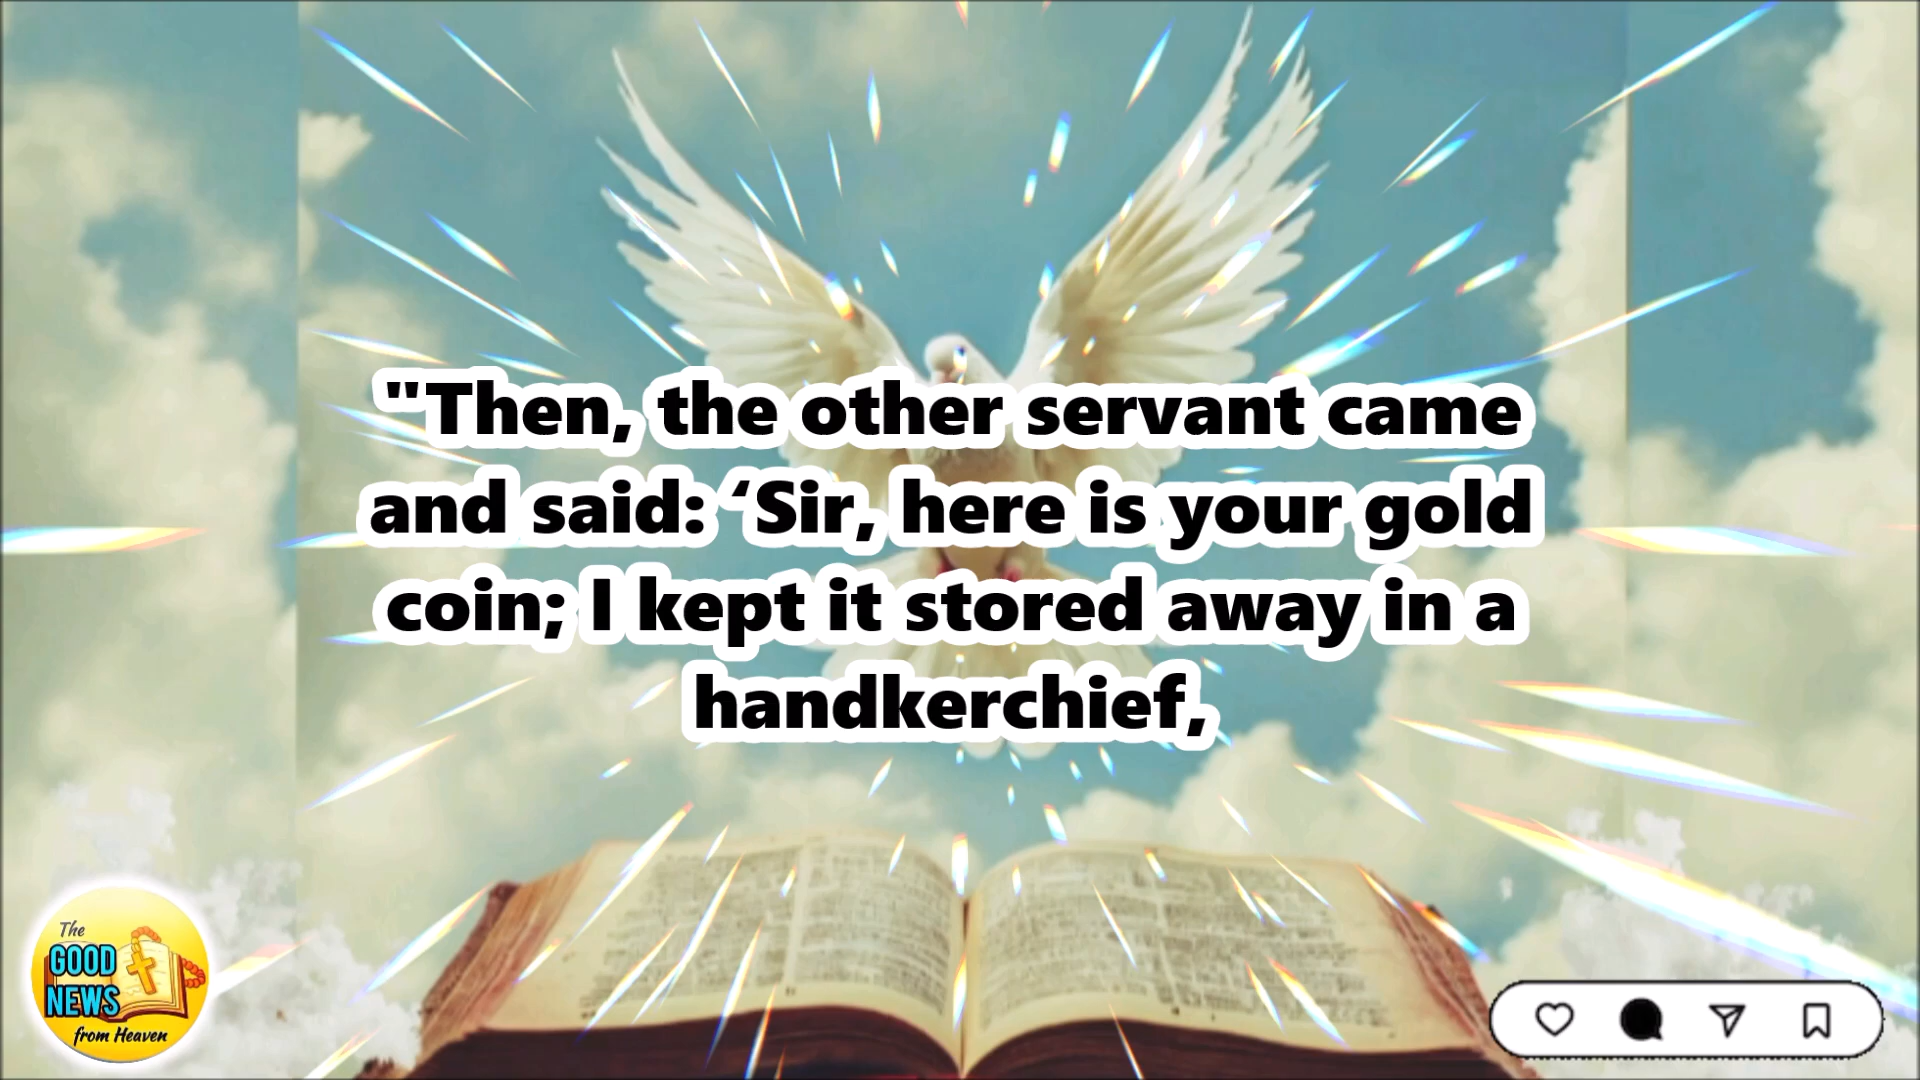 "Then, the other servant came
and said: ‘Sir, here is your gold
coin; I kept it stored away in a
handkerchief,
The
GOOD
NEWS
from Heaven